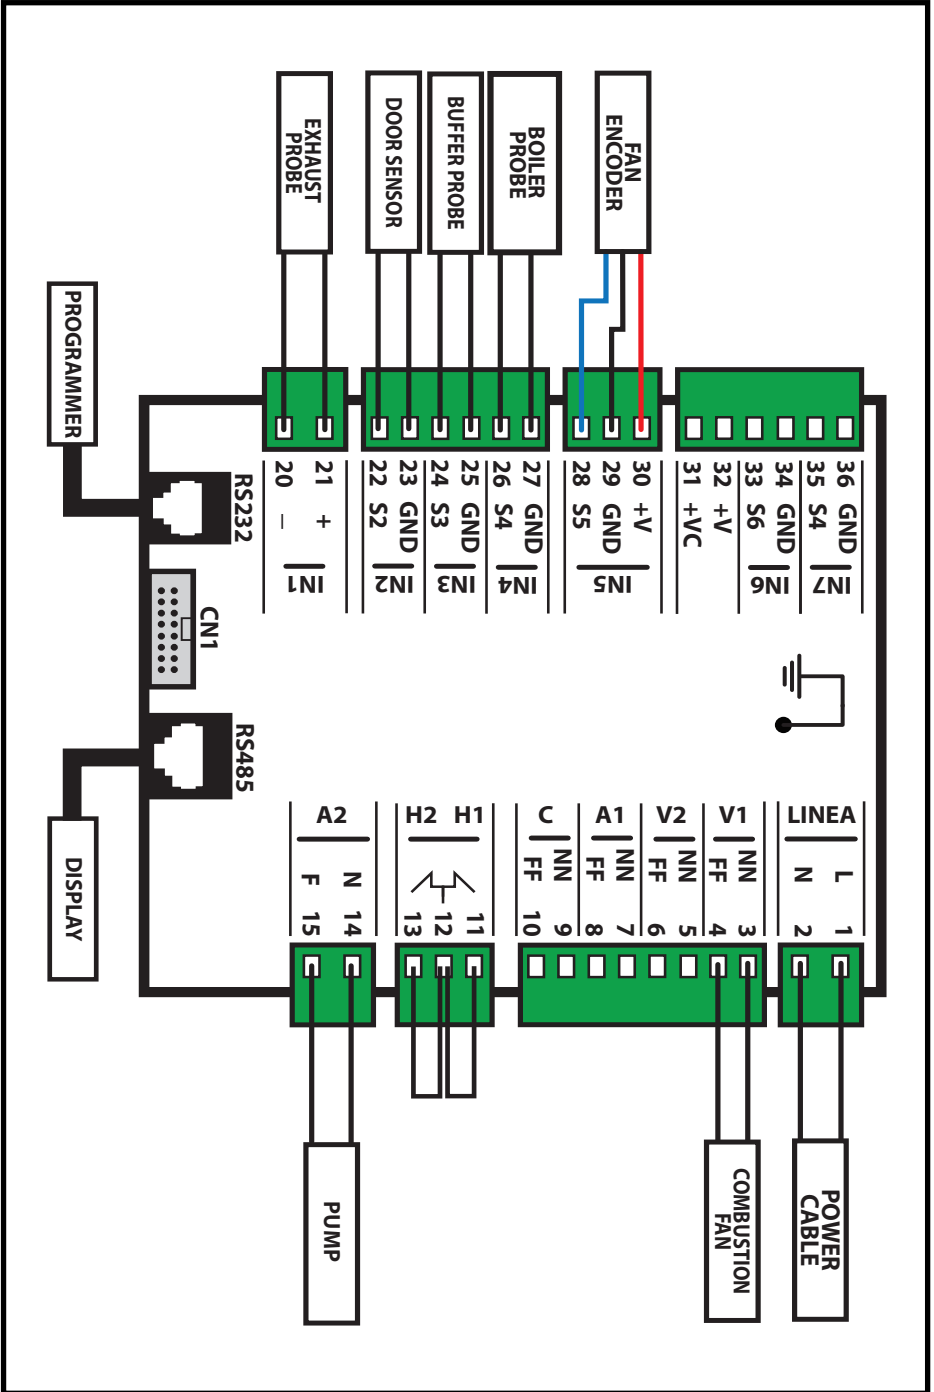 EXHAUST
PROBE
DOOR SENSOR
BUFFER PROBE
BOILER
PROBE
FAN
ENCODER
PROGRAMMER
RS232
CN1
RS485
DISPLAY
20 –
21 +
IN1
22 S2
23 GND
IN2
24 S3
25 GND
IN3
26 S4
27 GND
IN4
28 S5
29 GND
30 +V
IN5
31 +VC
32 +V
33 S6
34 GND
IN6
35 S4
36 GND
IN7
A2
F 15
N 14
H2 H1
13
12
11
C
FF 10
NN 9
A1
FF 8
NN 7
V2
FF 6
NN 5
V1
FF 4
NN 3
LINEA
N 2
L 1
PUMP
COMBUSTION
FAN
POWER
CABLE